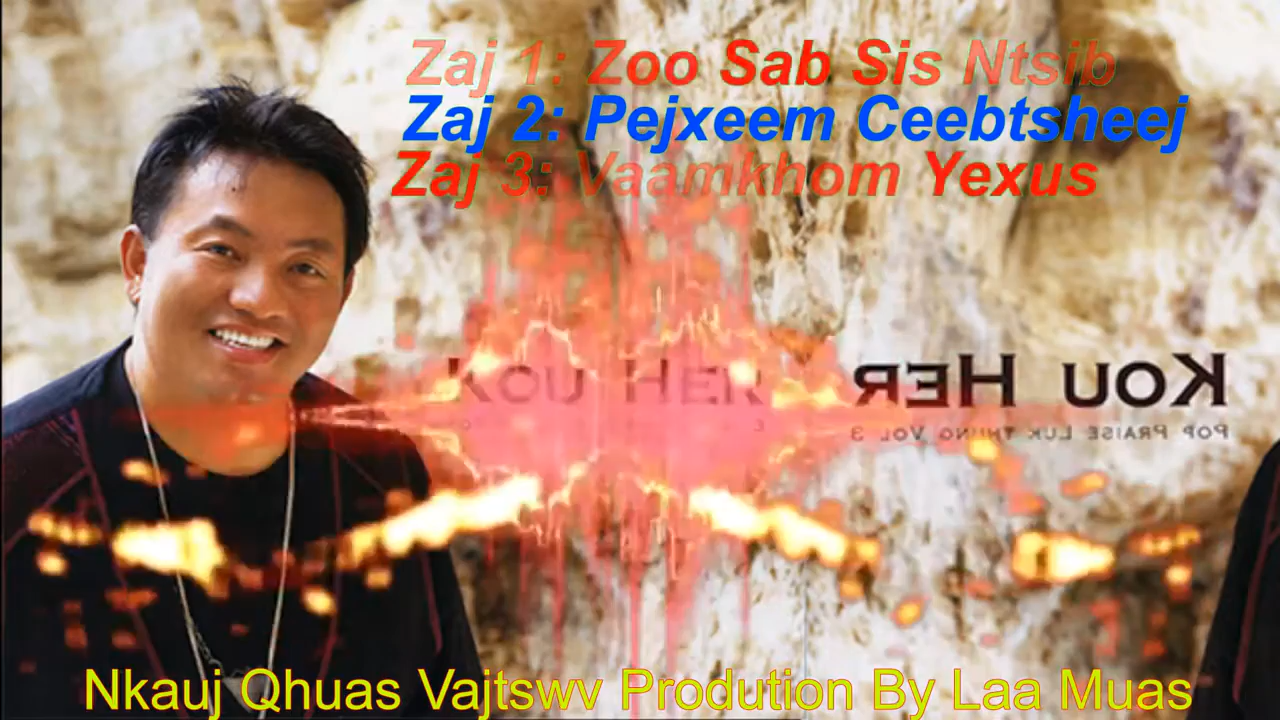 Zaj 1: Zoo Sab Sis Ntsib
Zaj 2: Pejxeem Ceebtsheej
Zaj 3: Vaamkhom Yexus
Kou Her
Kou Her
Pop Praise Luk Thung Vol 3
Nkauj Qhuas Vajtswv Prodution By Laa Muas